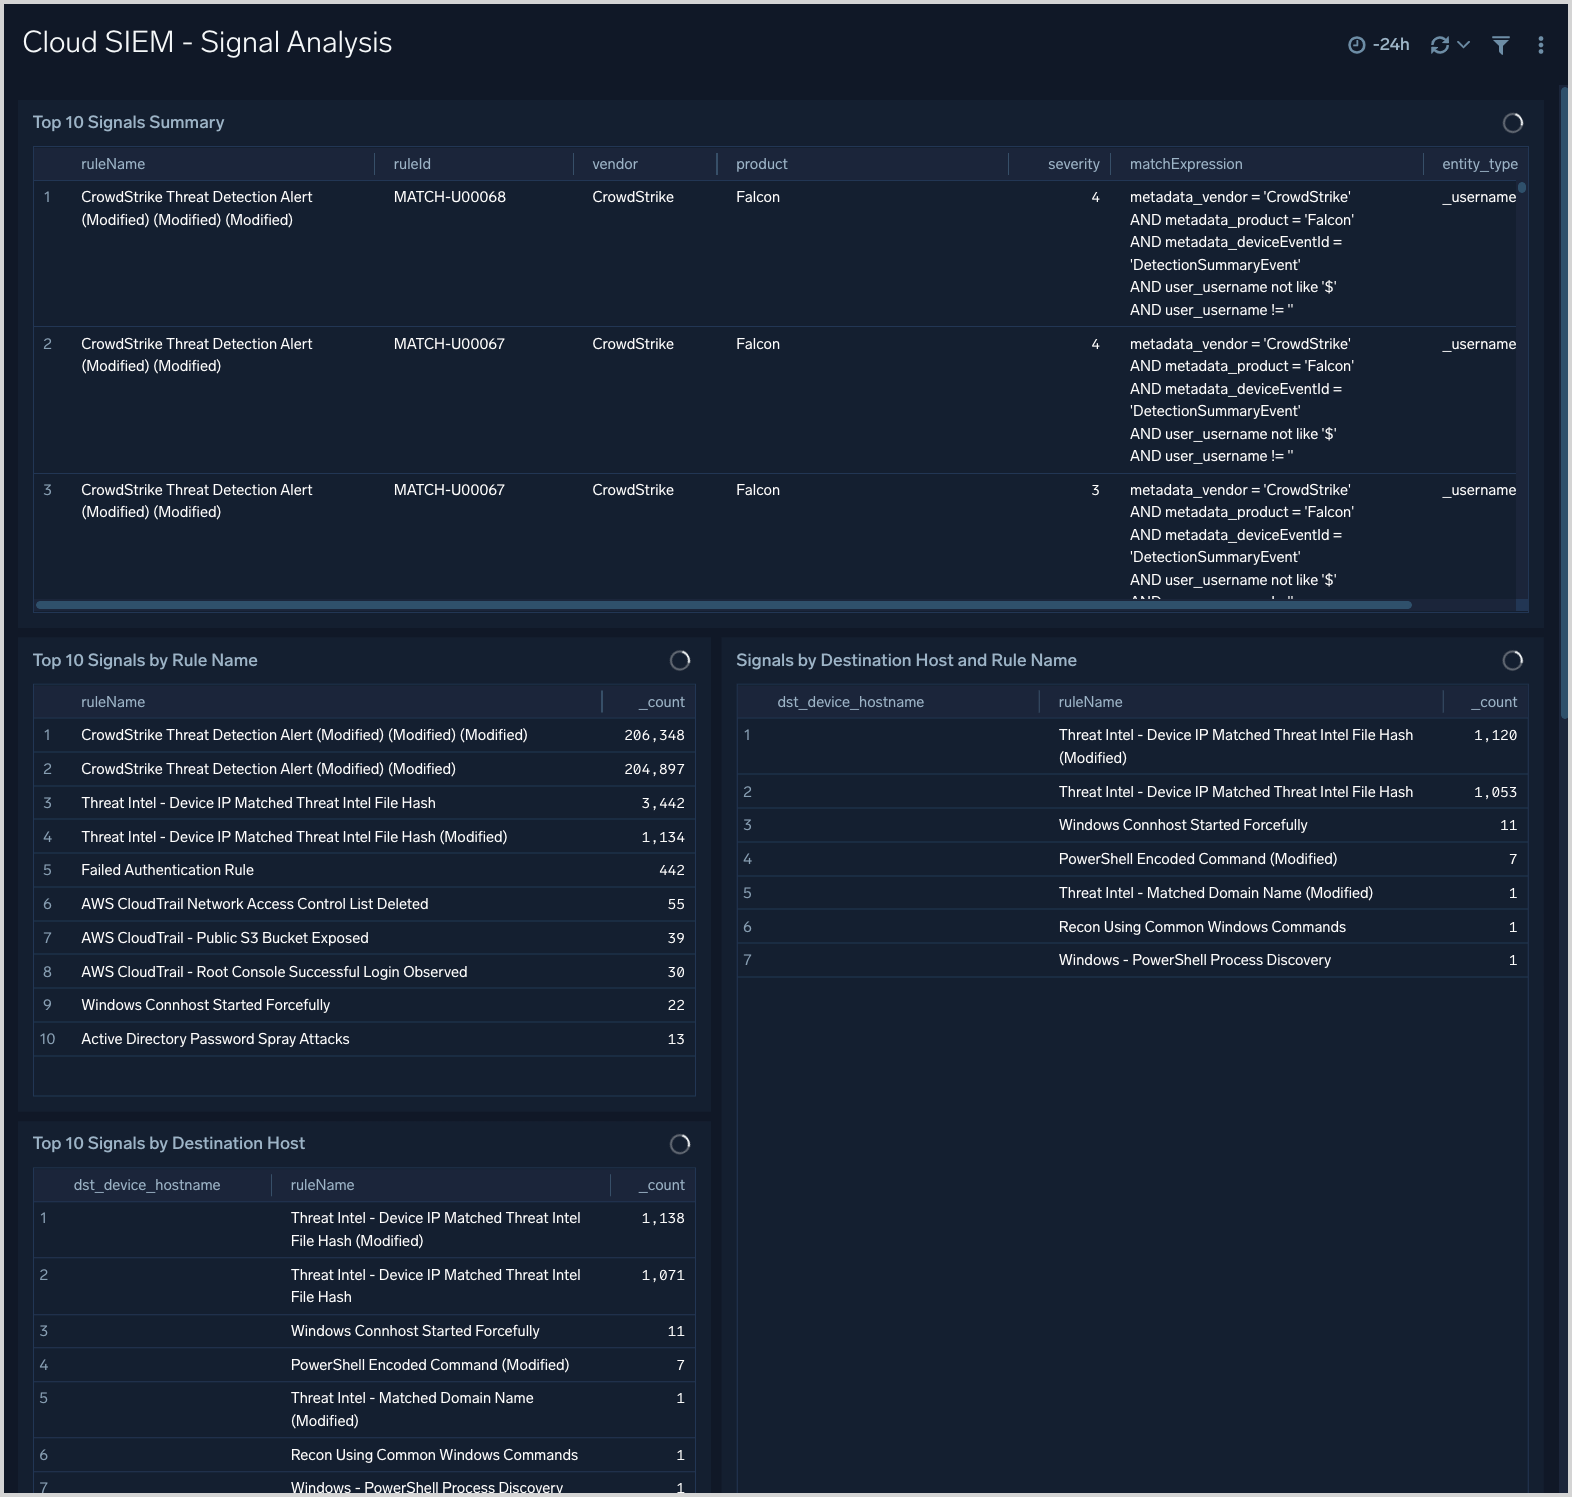 Cloud SIEM - Signal Analysis
-24h
Top 10 Signals Summary
ruleName ruleId vendor product severity matchExpression entity_type
1 CrowdStrike Threat Detection Alert MATCH-U00068 CrowdStrike Falcon 4 metadata_vendor = 'CrowdStrike' _username
(Modified) (Modified) (Modified) AND metadata_product = 'Falcon'
AND metadata_deviceEventId =
'DetectionSummaryEvent'
AND user_username not like '$'
AND user_username != ''
2 CrowdStrike Threat Detection Alert MATCH-U00067 CrowdStrike Falcon 4 metadata_vendor = 'CrowdStrike' _username
(Modified) (Modified) AND metadata_product = 'Falcon'
AND metadata_deviceEventId =
'DetectionSummaryEvent'
AND user_username not like '$'
AND user_username != ''
3 CrowdStrike Threat Detection Alert MATCH-U00067 CrowdStrike Falcon 3 metadata_vendor = 'CrowdStrike' _username
(Modified) (Modified) AND metadata_product = 'Falcon'
AND metadata_deviceEventId =
'DetectionSummaryEvent'
AND user_username not like '$'
Top 10 Signals by Rule Name
ruleName _count
1 CrowdStrike Threat Detection Alert (Modified) (Modified) (Modified) 206,348
2 CrowdStrike Threat Detection Alert (Modified) (Modified) 204,897
3 Threat Intel - Device IP Matched Threat Intel File Hash 3,442
4 Threat Intel - Device IP Matched Threat Intel File Hash (Modified) 1,134
5 Failed Authentication Rule 442
6 AWS CloudTrail Network Access Control List Deleted 55
7 AWS CloudTrail - Public S3 Bucket Exposed 39
8 AWS CloudTrail - Root Console Successful Login Observed 30
9 Windows Connhost Started Forcefully 22
10 Active Directory Password Spray Attacks 13
Signals by Destination Host and Rule Name
dst_device_hostname ruleName _count
1 Threat Intel - Device IP Matched Threat Intel File Hash 1,120
(Modified)
2 Threat Intel - Device IP Matched Threat Intel File Hash 1,053
3 Windows Connhost Started Forcefully 11
4 PowerShell Encoded Command (Modified) 7
5 Threat Intel - Matched Domain Name (Modified) 1
6 Recon Using Common Windows Commands 1
7 Windows - PowerShell Process Discovery 1
Top 10 Signals by Destination Host
dst_device_hostname ruleName _count
1 Threat Intel - Device IP Matched Threat Intel 1,138
File Hash (Modified)
2 Threat Intel - Device IP Matched Threat Intel 1,071
File Hash
3 Windows Connhost Started Forcefully 11
4 PowerShell Encoded Command (Modified) 7
5 Threat Intel - Matched Domain Name 1
(Modified)
6 Recon Using Common Windows Commands 1
7 Windows - PowerShell Process Discovery 1